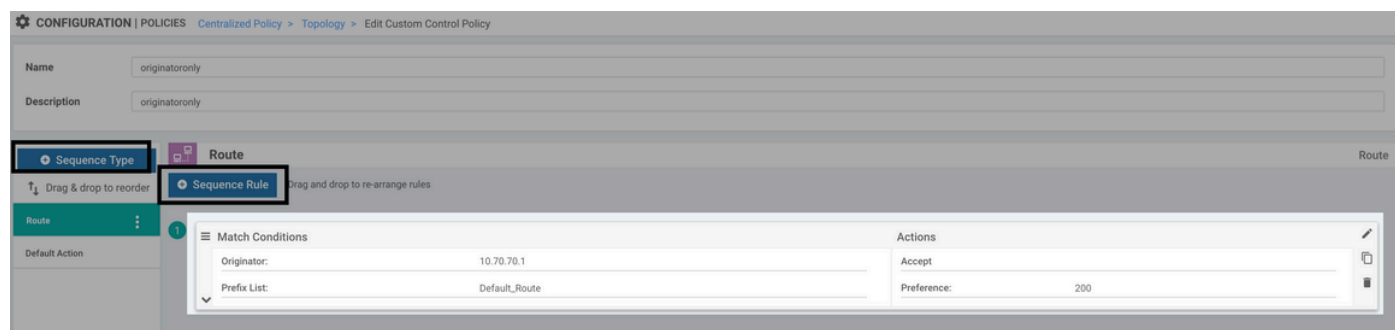 CONFIGURATION | POLICIES Centralized Policy > Topology > Edit Custom Control Policy
Name originatoronly
Description originatoronly
Sequence Type
Route Route
Drag & drop to reorder
Sequence Rule Drag and drop to re-arrange rules
Route
1
Match Conditions Actions
Originator: 10.70.70.1 Accept
Default Action
Prefix List: Default_Route Preference: 200